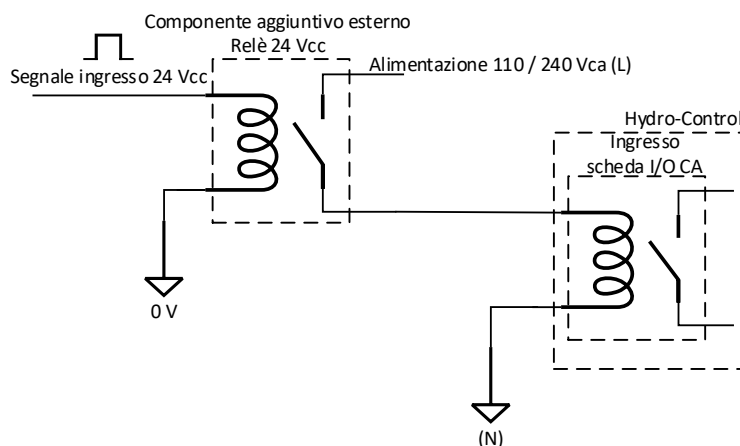 Componente aggiuntivo esterno
Relè 24 Vcc
Segnale ingresso 24 Vcc
Alimentazione 110 / 240 Vca (L)
Hydro-Control
Ingresso
scheda I/O CA
0 V
(N)